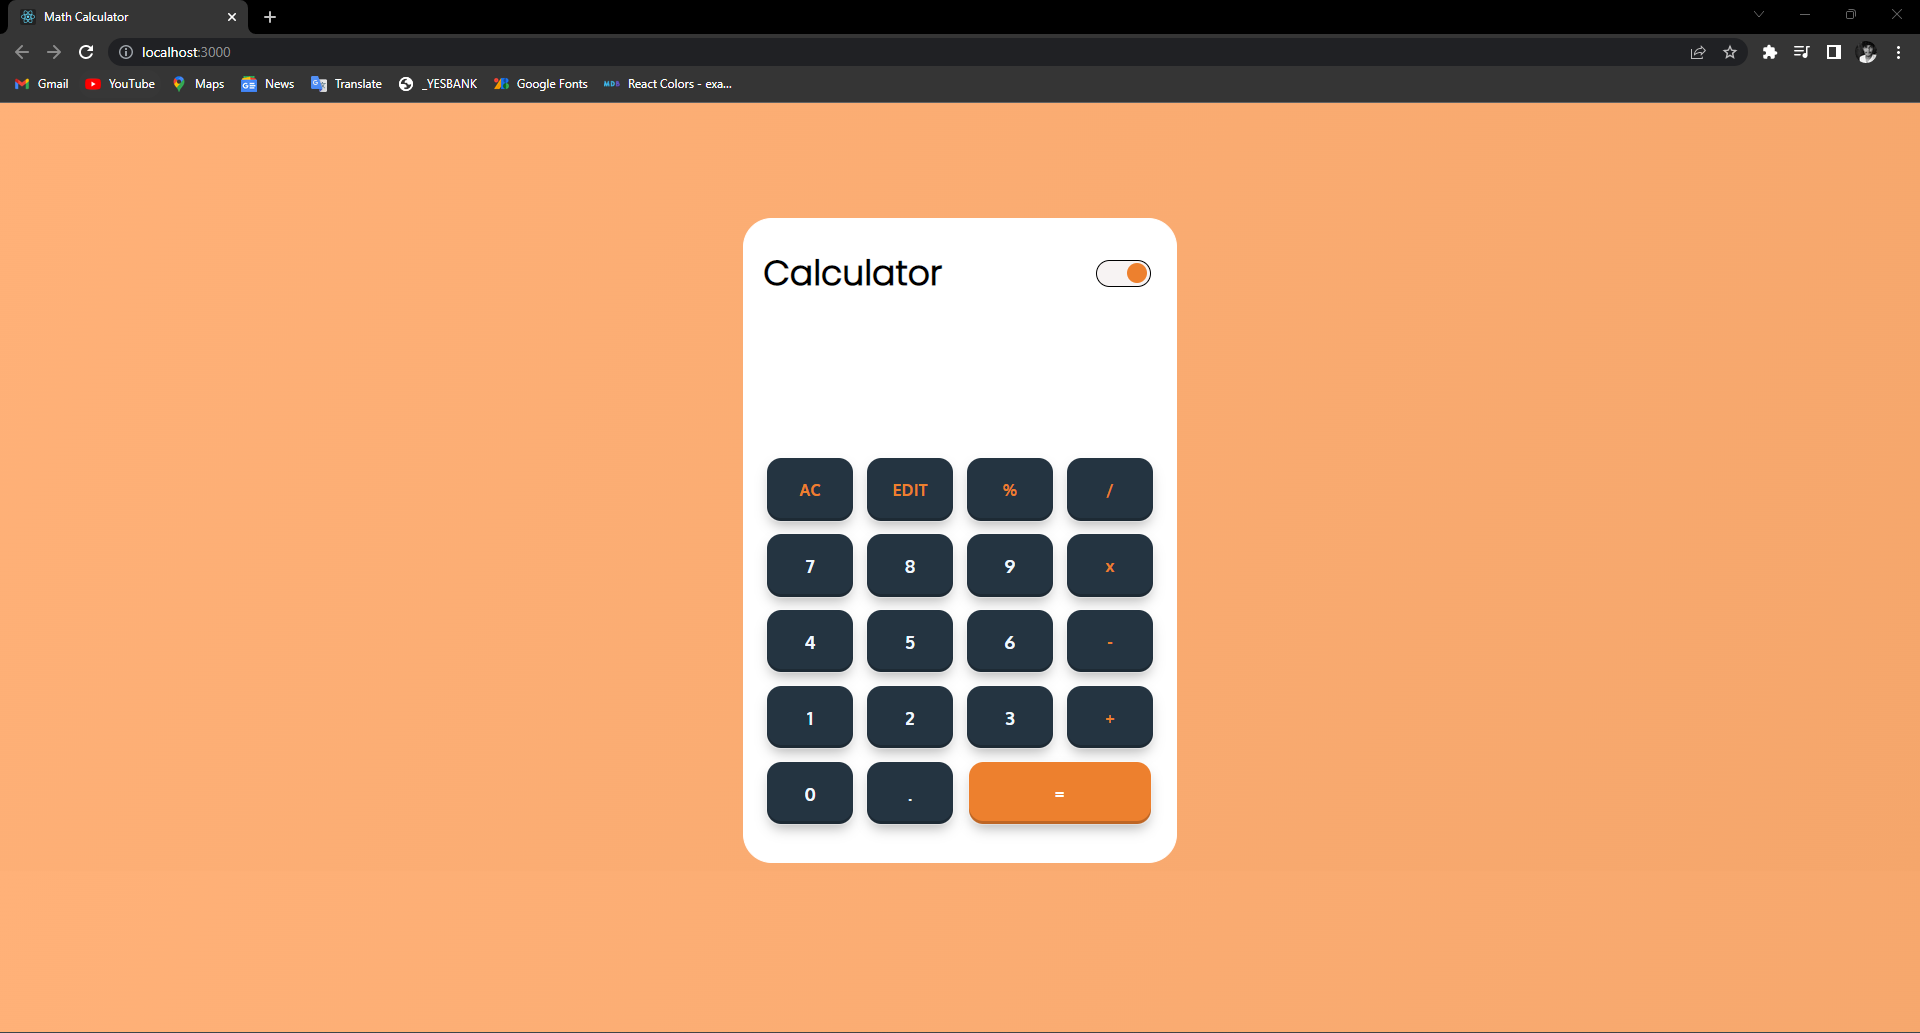 Math Calculator
localhost:3000
Gmail YouTube Maps News Translate _YESBANK Google Fonts React Colors - exa...
Calculator
AC EDIT % /
7 8 9 x
4 5 6 -
1 2 3 +
0 . =